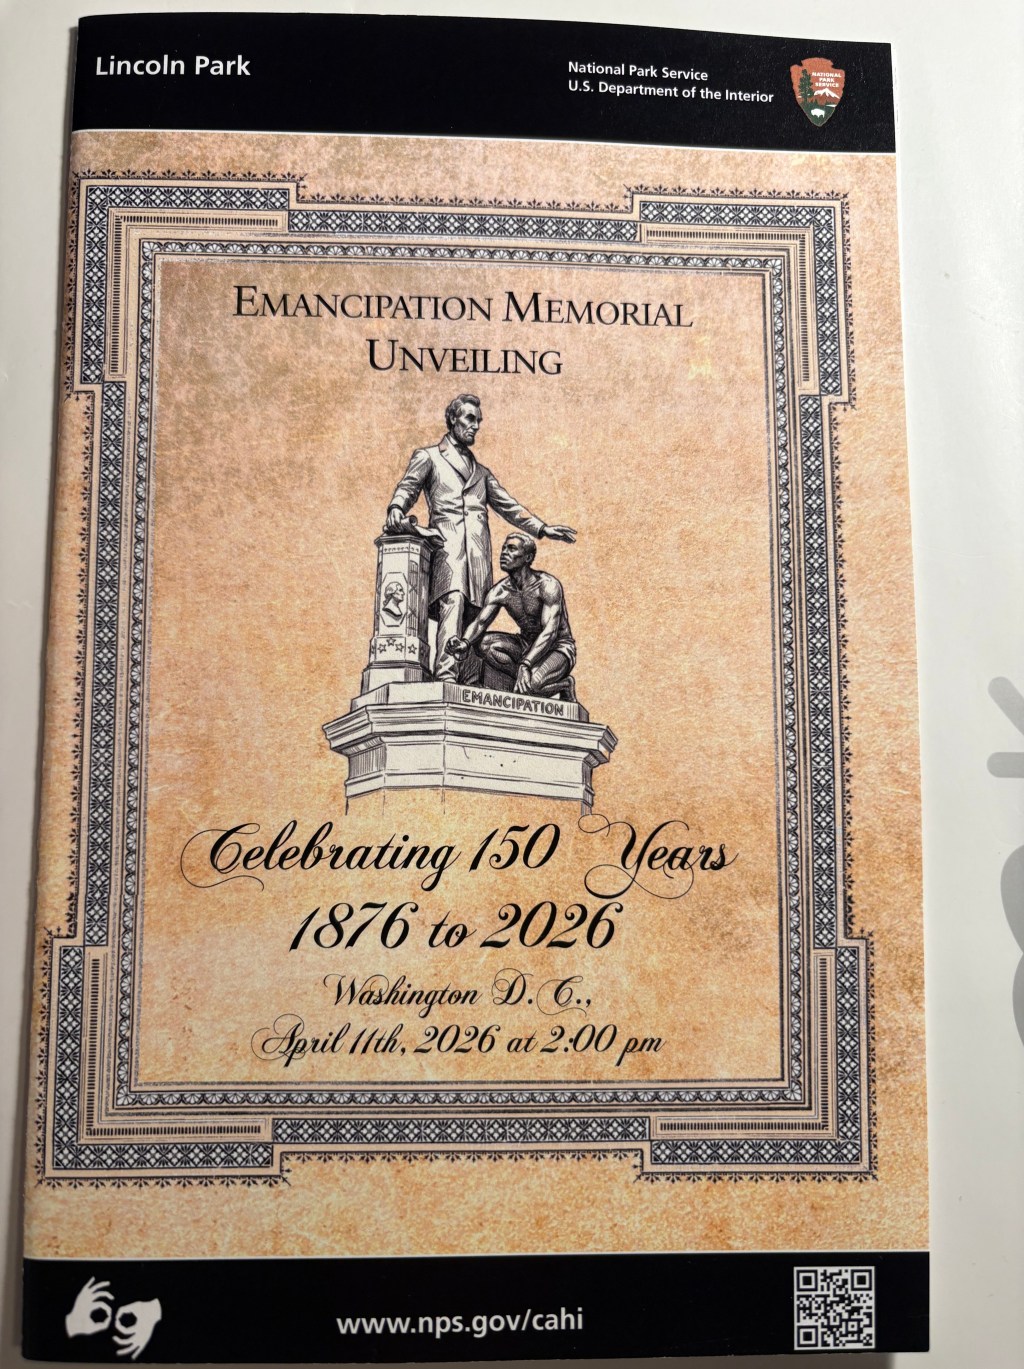 Lincoln Park
National Park Service
U.S. Department of the Interior
NATIONAL
PARK
SERVICE
EMANCIPATION MEMORIAL
UNVEILING
EMANCIPATION
Celebrating 150 Years
1876 to 2026
Washington D.C.,
April 11th, 2026 at 2:00 pm
www.nps.gov/cahi